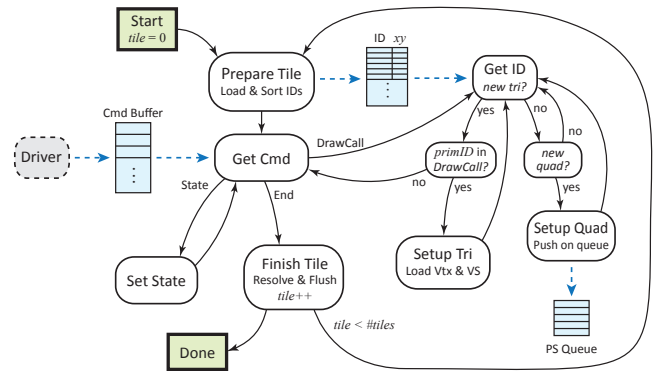 Start
tile = 0
ID xy
Prepare Tile
Load & Sort IDs
Get ID
new tri?
Cmd Buffer
yes
no
no
DrawCall
Driver
Get Cmd
primID in
DrawCall?
new
quad?
no
yes
yes
State
End
Setup Quad
Push on queue
Setup Tri
Load Vtx & VS
Set State
Finish Tile
Resolve & Flush
tile++
tile < #tiles
PS Queue
Done